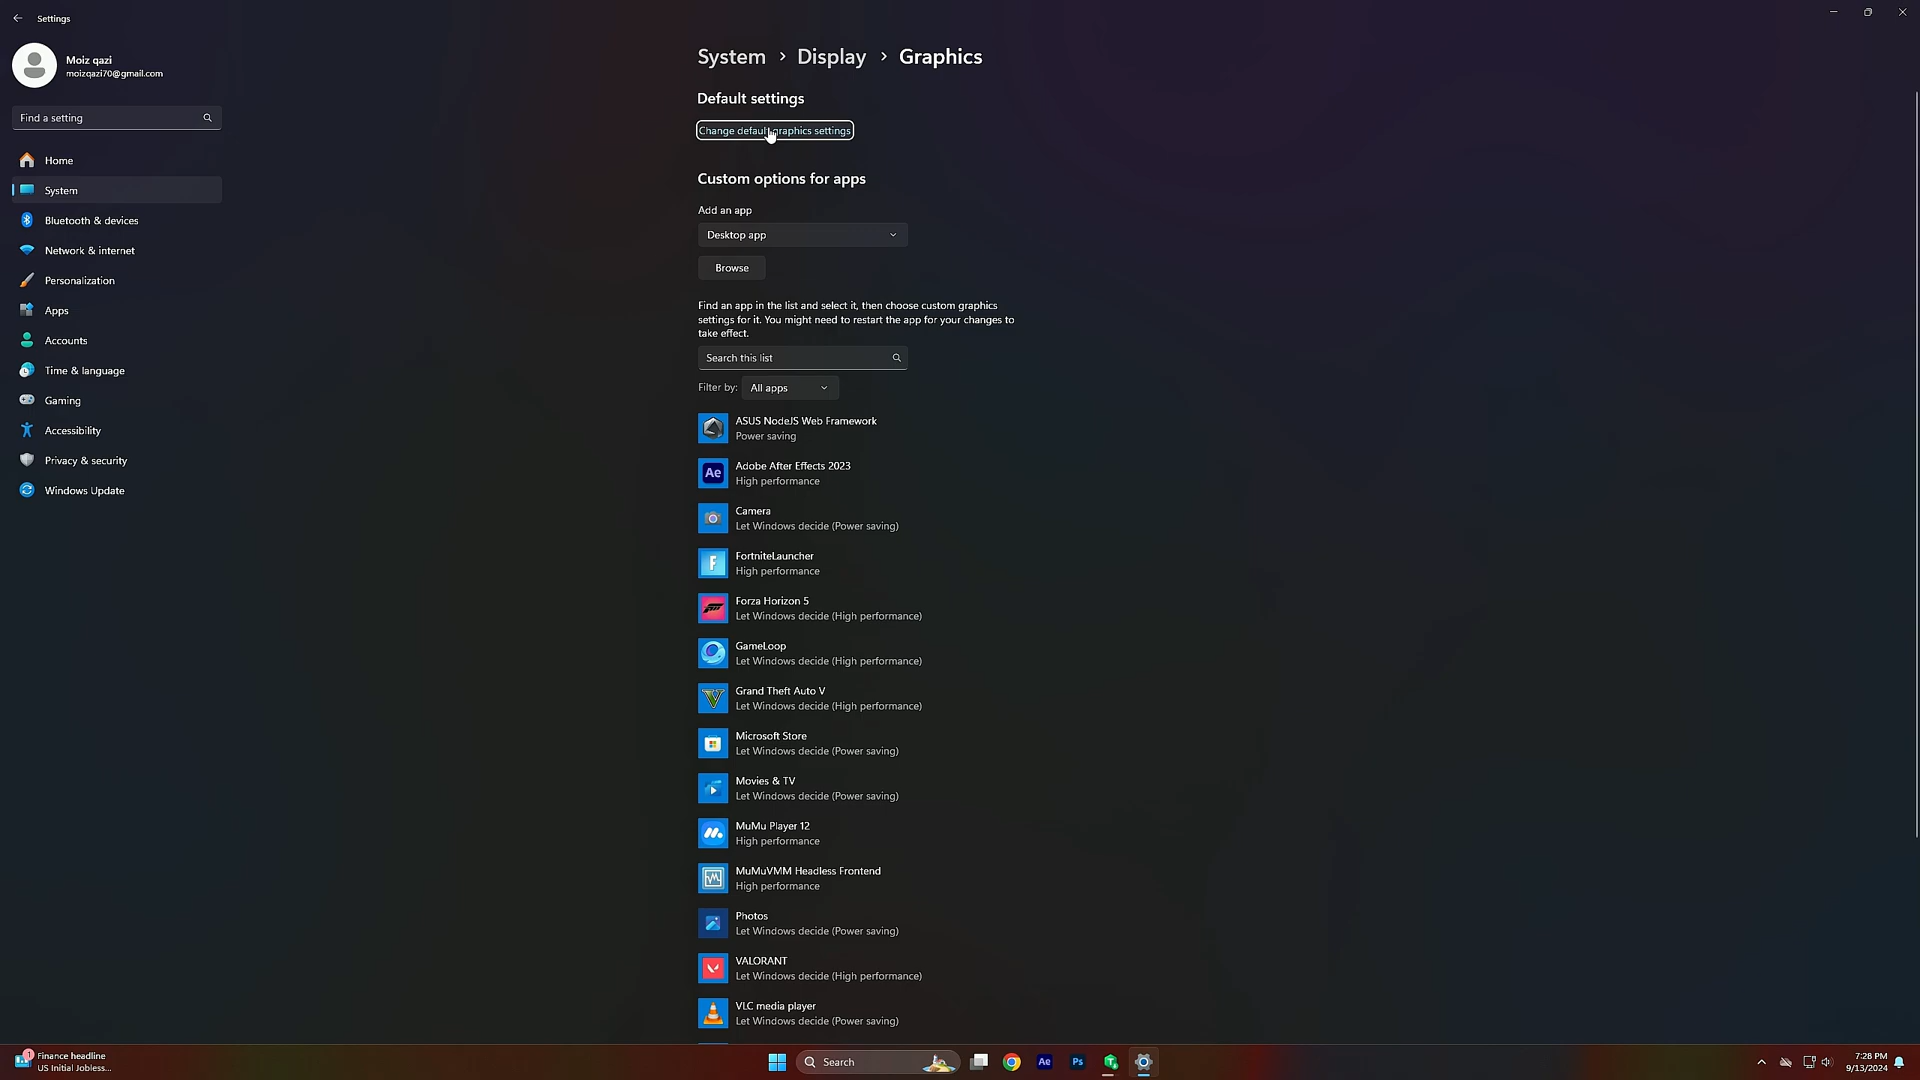 Settings
Moiz qazi
moizqazi70@gmail.com
Find a setting
Home
System
Bluetooth & devices
Network & internet
Personalization
Apps
Accounts
Time & language
Gaming
Accessibility
Privacy & security
Windows Update
System > Display > Graphics
Default settings
Change default graphics settings
Custom options for apps
Add an app
Desktop app
Browse
Find an app in the list and select it, then choose custom graphics
settings for it. You might need to restart the app for your changes to
take effect.
Search this list
Filter by: All apps
ASUS NodeJS Web Framework
Power saving
Ae
Adobe After Effects 2023
High performance
Camera
Let Windows decide (Power saving)
F
FortniteLauncher
High performance
Forza Horizon 5
Let Windows decide (High performance)
GameLoop
Let Windows decide (High performance)
V
Grand Theft Auto V
Let Windows decide (High performance)
Microsoft Store
Let Windows decide (Power saving)
Movies & TV
Let Windows decide (Power saving)
MuMu Player 12
High performance
MuMuVMM Headless Frontend
High performance
Photos
Let Windows decide (Power saving)
VALORANT
Let Windows decide (High performance)
VLC media player
Let Windows decide (Power saving)
1
Finance headline
US Initial Jobless...
Search
Ae
Ps
7:28 PM
9/13/2024